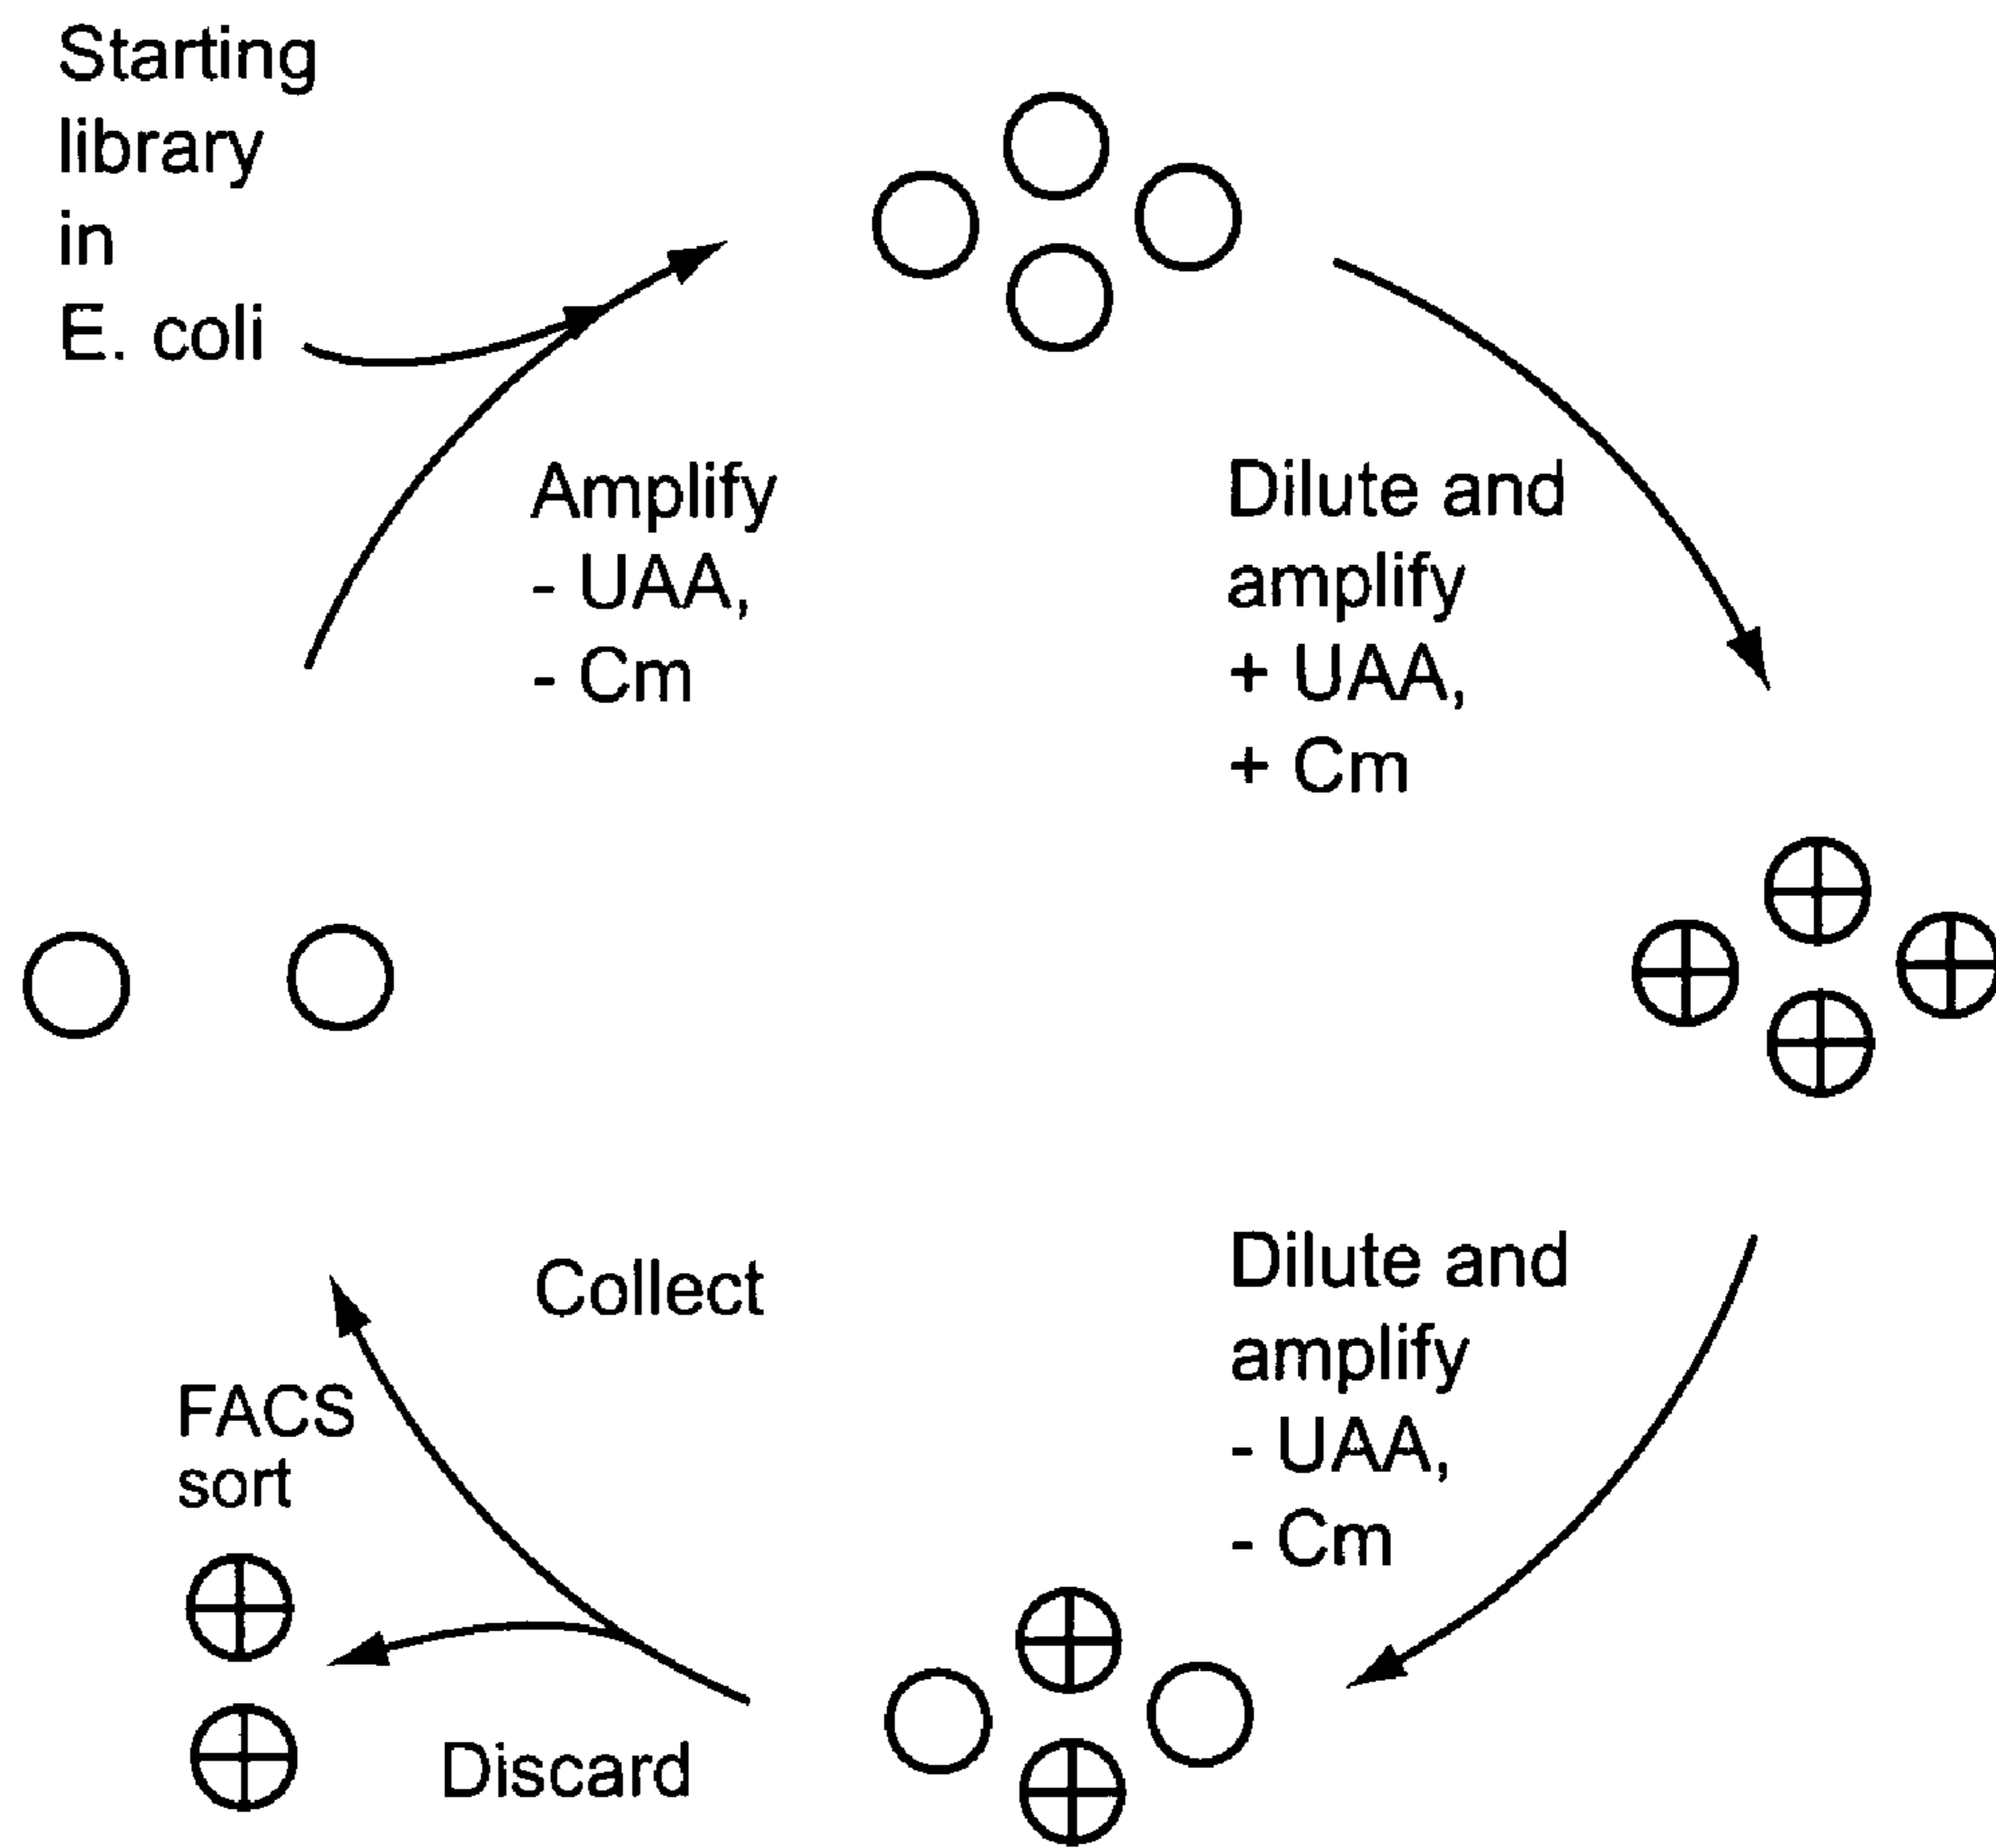 Starting
library
in
E. coli
Amplify
- UAA,
- Cm
Dilute and
amplify
+ UAA,
+ Cm
Dilute and
amplify
- UAA,
- Cm
Collect
FACS
sort
Discard